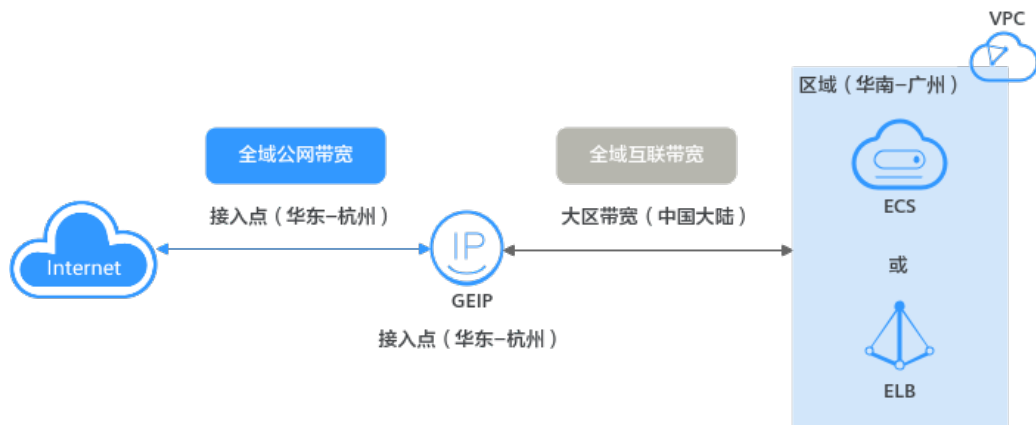 VPC
区域（华南–广州）
全域公网带宽
全域互联带宽
接入点（华东–杭州）
大区带宽（中国大陆）
ECS
Internet
IP
或
GEIP
接入点（华东–杭州）
ELB